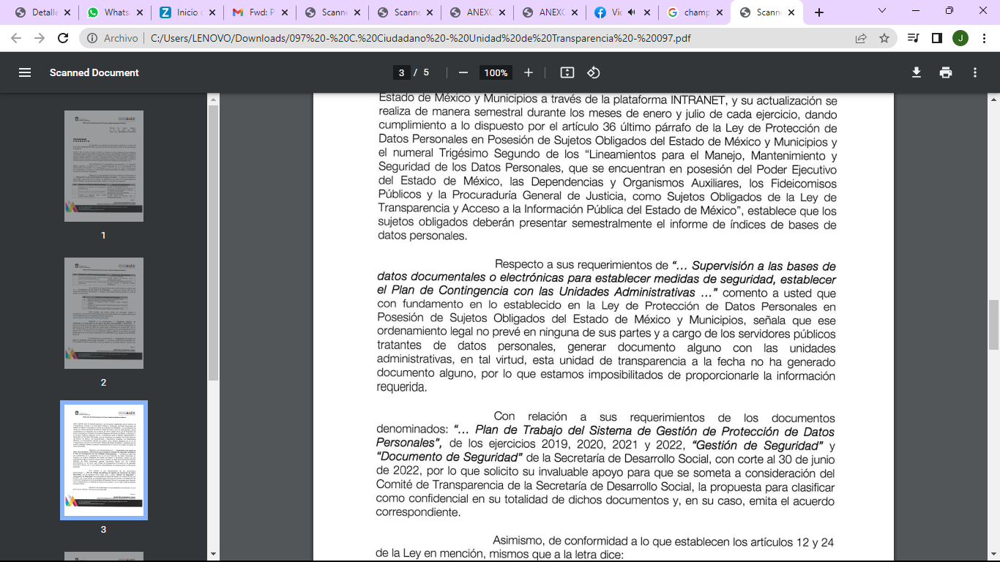 Detalle
Whats
Inicio
Fwd: P
Scann
Scann
ANEXO
ANEXO
Vic
champ
Scann
Archivo
C:/Users/LENOVO/Downloads/097%20-%20C.%20Ciudadano%20-%20Unidad%20de%20Transparencia%20-%20097.pdf
J
Scanned Document
3 / 5
100%
1
2
3
Estado de México y Municipios a través de la plataforma INTRANET, y su actualización se
realiza de manera semestral durante los meses de enero y julio de cada ejercicio, dando
cumplimiento a lo dispuesto por el artículo 36 último párrafo de la Ley de Protección de
Datos Personales en Posesión de Sujetos Obligados del Estado de México y Municipios y
el numeral Trigésimo Segundo de los "Lineamientos para el Manejo, Mantenimiento y
Seguridad de los Datos Personales, que se encuentran en posesión del Poder Ejecutivo
del Estado de México, las Dependencias y Organismos Auxiliares, los Fideicomisos
Públicos y la Procuraduría General de Justicia, como Sujetos Obligados de la Ley de
Transparencia y Acceso a la Información Pública del Estado de México", establece que los
sujetos obligados deberán presentar semestralmente el informe de índices de bases de
datos personales.
Respecto a sus requerimientos de "... Supervisión a las bases de
datos documentales o electrónicas para establecer medidas de seguridad, establecer
el Plan de Contingencia con las Unidades Administrativas ..." comento a usted que
con fundamento en lo establecido en la Ley de Protección de Datos Personales en
Posesión de Sujetos Obligados del Estado de México y Municipios, señala que ese
ordenamiento legal no prevé en ninguna de sus partes y a cargo de los servidores públicos
tratantes de datos personales, generar documento alguno con las unidades
administrativas, en tal virtud, esta unidad de transparencia a la fecha no ha generado
documento alguno, por lo que estamos imposibilitados de proporcionarle la información
requerida.
Con relación a sus requerimientos de los documentos
denominados "... Plan de Trabajo del Sistema de Gestión de Protección de Datos
Personales", de los ejercicios 2019, 2020, 2021 y 2022, "Gestión de Seguridad" y
"Documento de Seguridad" de la Secretaría de Desarrollo Social, con corte al 30 de junio
de 2022, por lo que solicito su invaluable apoyo para que se someta a consideración del
Comité de Transparencia de la Secretaría de Desarrollo Social, la propuesta para clasificar
como confidencial en su totalidad de dichos documentos y, en su caso, emita el acuerdo
correspondiente.
Asimismo, de conformidad a lo que establecen los artículos 12 y 24
de la Ley en mención, mismos que a la letra dice: